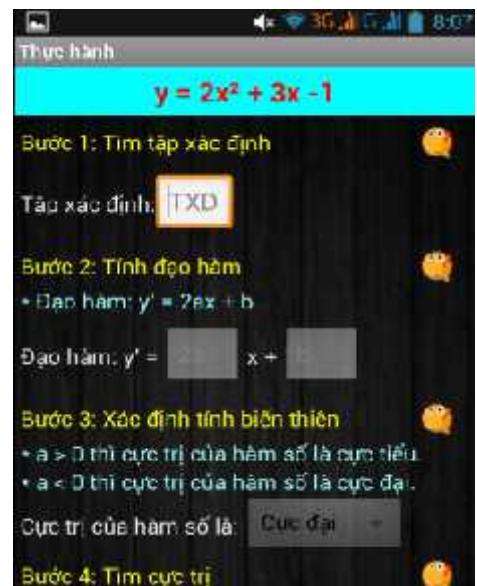 3G 8:07
Thực hành
y = 2x² + 3x -1
Bước 1: Tìm tập xác định
Tập xác định: TXD
Bước 2: Tính đạo hàm
• Đạo hàm: y' = 2ax + b
Đạo hàm: y' = 2a x + b
Bước 3: Xác định tính biến thiên
• a > 0 thì cực trị của hàm số là cực tiểu.
• a < 0 thì cực trị của hàm số là cực đại.
Cực trị của hàm số là: Cực đại
Bước 4: Tìm cực trị